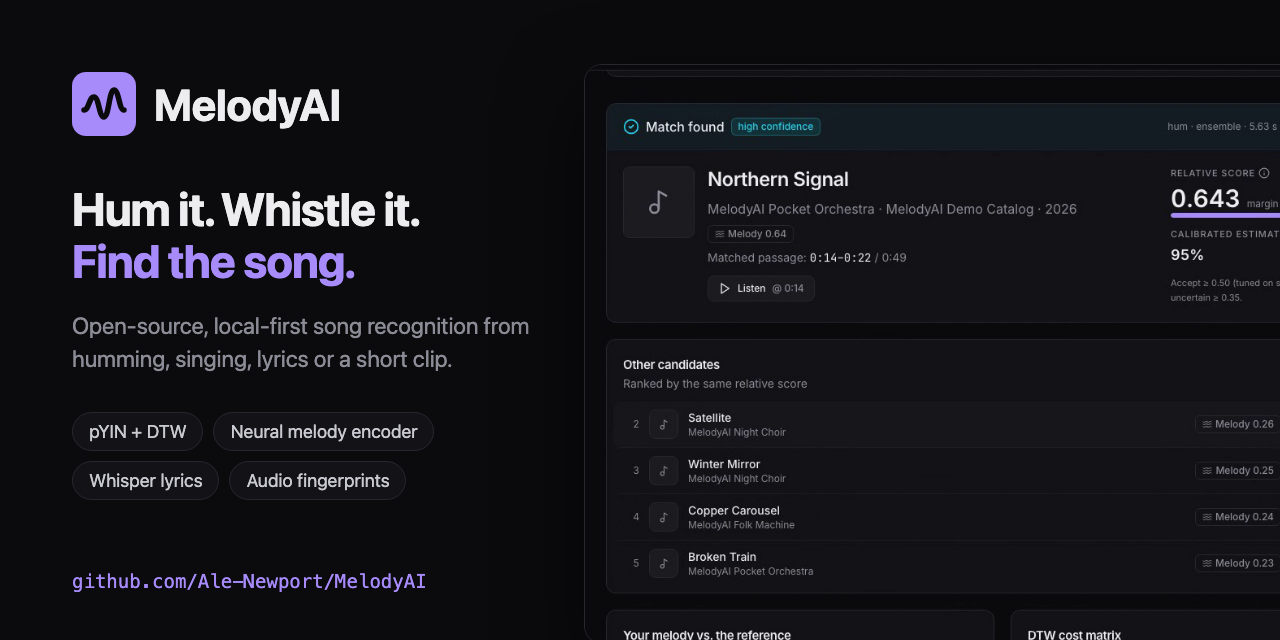 MelodyAI
Hum it. Whistle it.
Find the song.
Open-source, local-first song recognition from
humming, singing, lyrics or a short clip.
pYIN + DTW
Neural melody encoder
Whisper lyrics
Audio fingerprints
github.com/Ale-Newport/MelodyAI
Match found
high confidence
hum · ensemble · 5.63 s
Northern Signal
MelodyAI Pocket Orchestra · MelodyAI Demo Catalog · 2026
Melody 0.64
Matched passage: 0:14–0:22 / 0:49
Listen @ 0:14
RELATIVE SCORE
0.643 margin
CALIBRATED ESTIMAT
95%
Accept ≥ 0.50 (tuned on s
uncertain ≥ 0.35.
Other candidates
Ranked by the same relative score
2 Satellite
MelodyAI Night Choir
Melody 0.26
3 Winter Mirror
MelodyAI Night Choir
Melody 0.25
4 Copper Carousel
MelodyAI Folk Machine
Melody 0.24
5 Broken Train
MelodyAI Pocket Orchestra
Melody 0.23
Your melody vs. the reference
DTW cost matrix